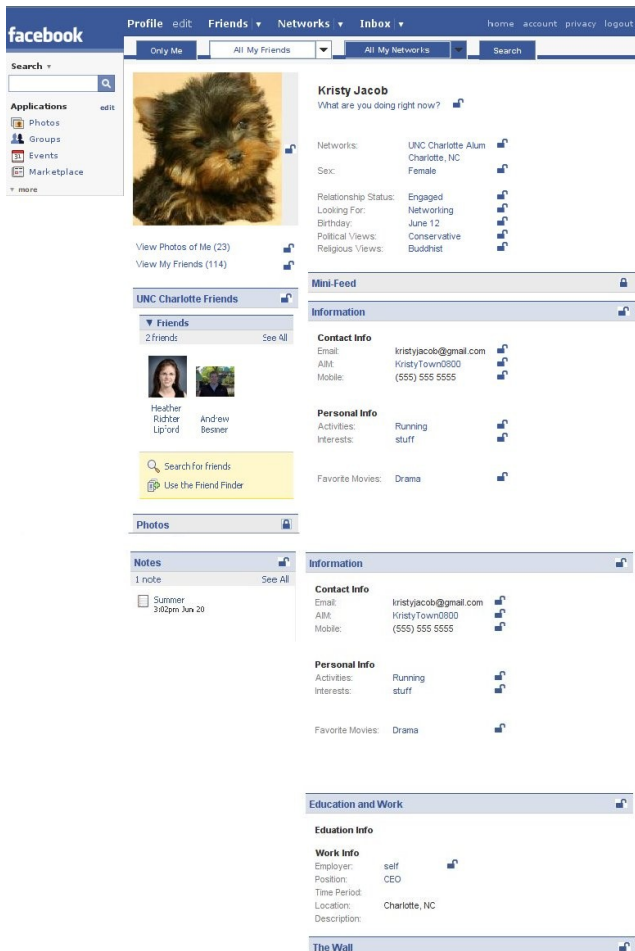 facebook
Profile edit Friends ▾ Networks ▾ Inbox ▾ home account privacy logout
Only Me All My Friends All My Networks Search
Search ▾
Applications edit
Photos
Groups
31 Events
Marketplace
▾ more
Kristy Jacob
What are you doing right now?
Networks: UNC Charlotte Alum
Charlotte, NC
Sex: Female
Relationship Status: Engaged
Looking For: Networking
Birthday: June 12
Political Views: Conservative
Religious Views: Buddhist
View Photos of Me (23)
View My Friends (114)
UNC Charlotte Friends
▼ Friends
2 friends See All
Heather
Richter
Lipford
Andrew
Besmer
Search for friends
Use the Friend Finder
Photos
Notes
1 note See All
Summer
3:02pm Jun 20
Mini-Feed
Information
Contact Info
Email: kristyjacob@gmail.com
AIM: KristyTown0800
Mobile: (555) 555 5555
Personal Info
Activities: Running
Interests: stuff
Favorite Movies: Drama
Information
Contact Info
Email: kristyjacob@gmail.com
AIM: KristyTown0800
Mobile: (555) 555 5555
Personal Info
Activities: Running
Interests: stuff
Favorite Movies: Drama
Education and Work
Eduation Info
Work Info
Employer: self
Position: CEO
Time Period:
Location: Charlotte, NC
Description:
The Wall